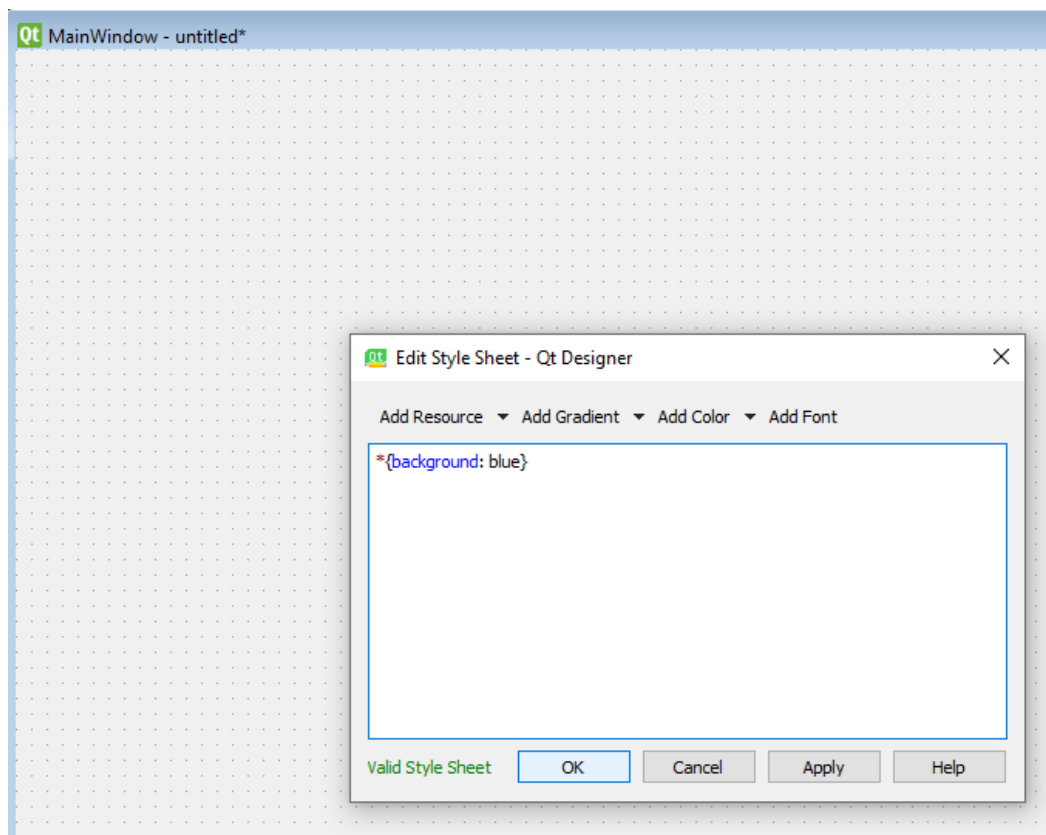 Qt MainWindow - untitled*
Qt Edit Style Sheet - Qt Designer
Add Resource Add Gradient Add Color Add Font
*{background: blue}
Valid Style Sheet OK Cancel Apply Help